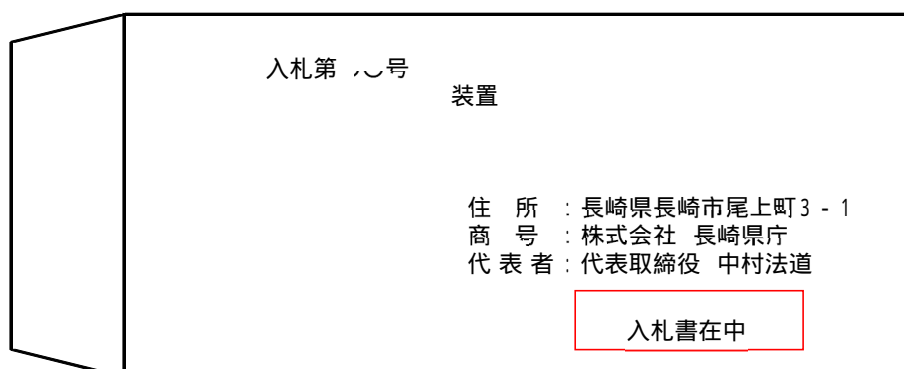 入札第 号
装置
住　所　：長崎県長崎市尾上町3－1
商　号　：株式会社 長崎県庁
代表者：代表取締役 中村法道
入札書在中